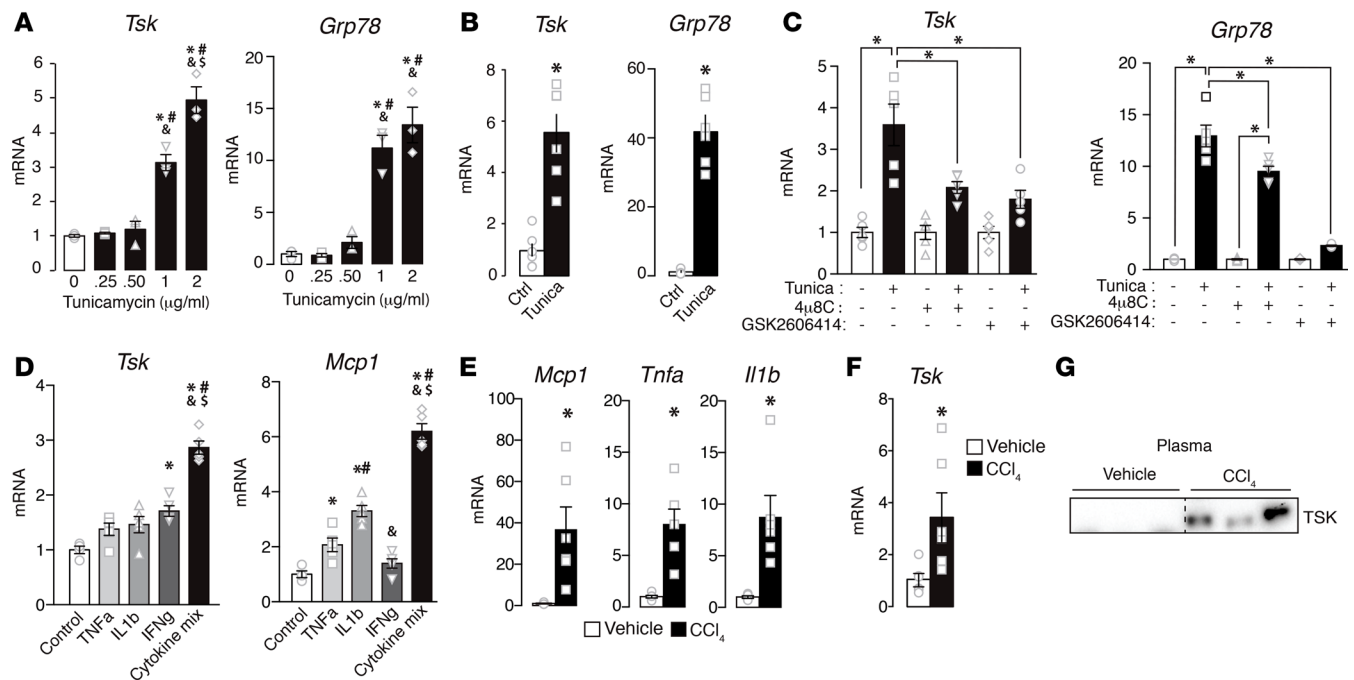 A
Tsk
Grp78
mRNA
6
5
4
3
2
1
0
* #
&
* #
& $
0 .25 .50 1 2
Tunicamycin (µg/ml)
mRNA
20
15
10
5
0
* #
&
* #
&
0 .25 .50 1 2
Tunicamycin (µg/ml)
B
Tsk
Grp78
mRNA
8
6
4
2
0
*
Ctrl
Tunica
mRNA
60
40
20
0
*
Ctrl
Tunica
C
Tsk
mRNA
5
4
3
2
1
0
* * *
Tunica : - + - + - +
4µ8C : - - + + - -
GSK2606414: - - - - + +
Grp78
mRNA
20
15
10
5
0
* * * *
Tunica : - + - + - +
4µ8C : - - + + - -
GSK2606414: - - - - + +
D
Tsk
mRNA
4
3
2
1
0
*
* #
& $
Control
TNFa
IL1b
IFNg
Cytokine mix
Mcp1
mRNA
8
6
4
2
0
*
*#
&
* #
& $
Control
TNFa
IL1b
IFNg
Cytokine mix
E
Mcp1
Tnfa
Il1b
mRNA
100
80
60
40
20
0
*
20
15
10
5
0
*
20
15
10
5
0
*
Vehicle CCl4
F
Tsk
mRNA
8
6
4
2
0
*
Vehicle
CCl4
G
Plasma
Vehicle CCl4
TSK